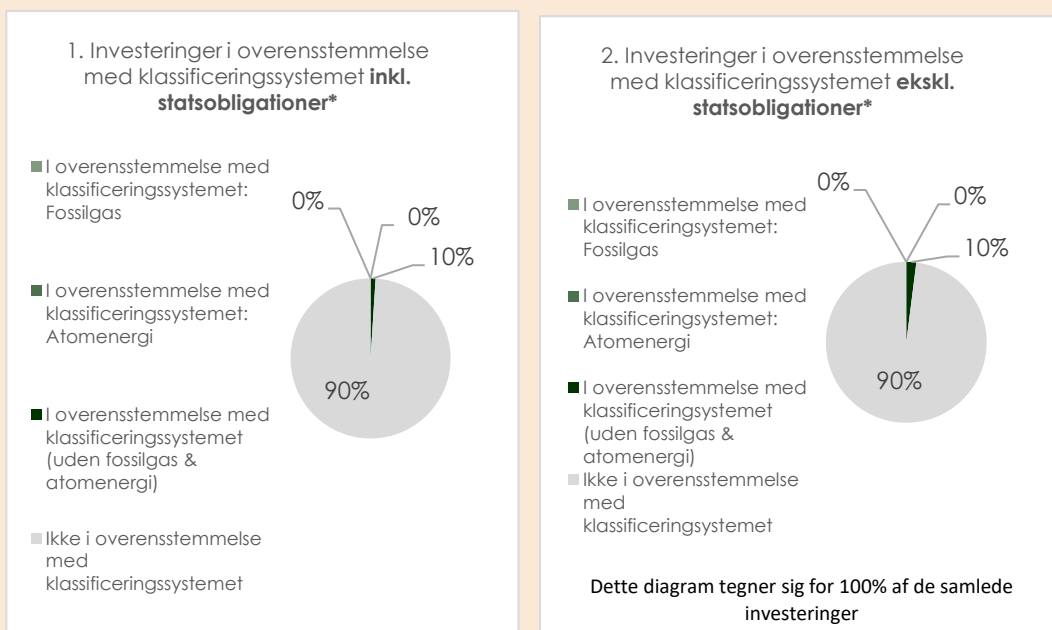 1. Investeringer i overensstemmelse
med klassificeringssystemet inkl.
statsobligationer*
I overensstemmelse med
klassificeringssystemet:
Fossilgas
I overensstemmelse med
klassificeringssystemet:
Atomenergi
I overensstemmelse med
klassificeringssystemet
(uden fossilgas &
atomenergi)
Ikke i overensstemmelse
med
klassificeringssystemet
0%
0%
10%
90%
2. Investeringer i overensstemmelse
med klassificeringssystemet ekskl.
statsobligationer*
I overensstemmelse med
klassificeringsystemet:
Fossilgas
I overensstemmelse med
klassificeringssystemet:
Atomenergi
I overensstemmelse med
klassificeringssystemet
(uden fossilgas &
atomenergi)
Ikke i overensstemmelse
med
klassificeringsystemet
0%
0%
10%
90%
Dette diagram tegner sig for 100% af de samlede
investeringer